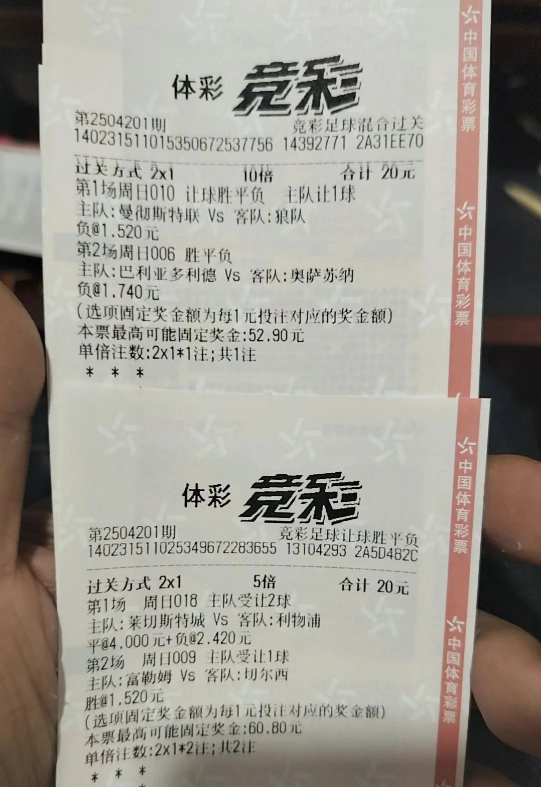 体彩 竞彩
第2504201期 竞彩足球混合过关
140231511015350672537756 14392771 2A31EE70
过关方式 2x1 10倍 合计 20元
第1场周日010 让球胜平负 主队让1球
主队:曼彻斯特联 Vs 客队:狼队
负@1.520元
第2场周日006 胜平负
主队:巴利亚多利德 Vs 客队:奥萨苏纳
负@1.740元
(选项固定奖金额为每1元投注对应的奖金额)
本票最高可能固定奖金:52.90元
单倍注数:2x1*1注;共1注
* * *
中国体育彩票
中国体育彩票
体彩 竞彩
第2504201期 竞彩足球让球胜平负
140231511025349672283655 13104293 2A5D482C
过关方式 2x1 5倍 合计 20元
第1场 周日018 主队受让2球
主队:莱切斯特城 Vs 客队:利物浦
平@4.000元+负@2.420元
第2场 周日009 主队受让1球
主队:富勒姆 Vs 客队:切尔西
胜@1.520元
(选项固定奖金额为每1元投注对应的奖金额)
本票最高可能固定奖金:60.80元
单倍注数:2x1*2注;共2注
* * *
中国体育彩票
中国体育彩票